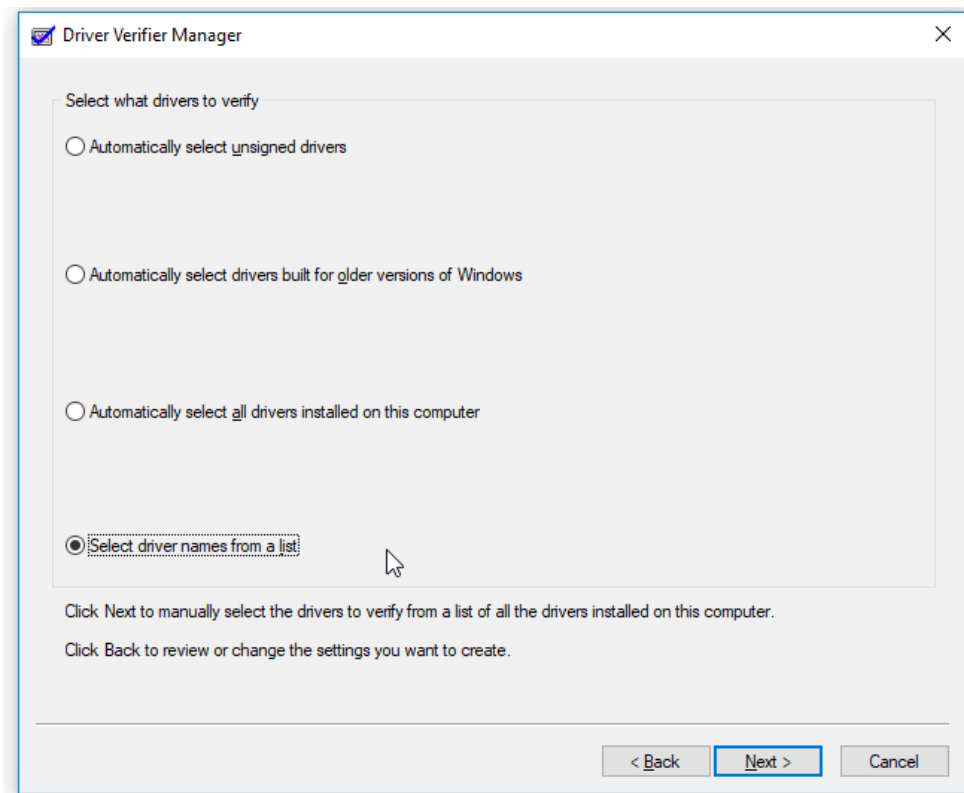 Driver Verifier Manager
Select what drivers to verify
Automatically select unsigned drivers
Automatically select drivers built for older versions of Windows
Automatically select all drivers installed on this computer
Select driver names from a list
Click Next to manually select the drivers to verify from a list of all the drivers installed on this computer.
Click Back to review or change the settings you want to create.
< Back Next > Cancel